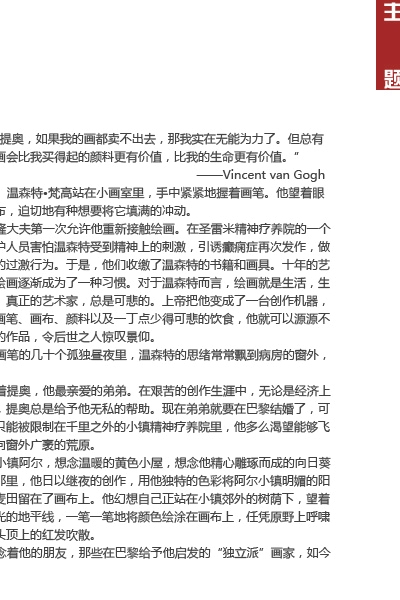 主
题
提奥，如果我的画都卖不出去，那我实在无能为力了。但总有
画会比我买得起的颜料更有价值，比我的生命更有价值。”
——Vincent van Gogh
，温森特•梵高站在小画室里，手中紧紧地握着画笔。他望着眼
布，迫切地有种想要将它填满的冲动。
隆大夫第一次允许他重新接触绘画。在圣雷米精神疗养院的一个
护人员害怕温森特受到精神上的刺激，引诱癫痫症再次发作，做
的过激行为。于是，他们收缴了温森特的书籍和画具。十年的艺
绘画逐渐成为了一种习惯。对于温森特而言，绘画就是生活，生
。真正的艺术家，总是可悲的。上帝把他变成了一台创作机器，
画笔、画布、颜料以及一丁点少得可悲的饮食，他就可以源源不
的作品，令后世之人惊叹景仰。
画笔的几十个孤独昼夜里，温森特的思绪常常飘到病房的窗外，
着提奥，他最亲爱的弟弟。在艰苦的创作生涯中，无论是经济上
，提奥总是给予他无私的帮助。现在弟弟就要在巴黎结婚了，可
只能被限制在千里之外的小镇精神疗养院里，他多么渴望能够飞
向窗外广袤的荒原。
小镇阿尔，想念温暖的黄色小屋，想念他精心雕琢而成的向日葵
那里，他日以继夜的创作，用他独特的色彩将阿尔小镇明媚的阳
麦田留在了画布上。他幻想自己正站在小镇郊外的树荫下，望着
光的地平线，一笔一笔地将颜色绘涂在画布上，任凭原野上呼啸
头顶上的红发吹散。
念着他的朋友，那些在巴黎给予他启发的“独立派”画家，如今